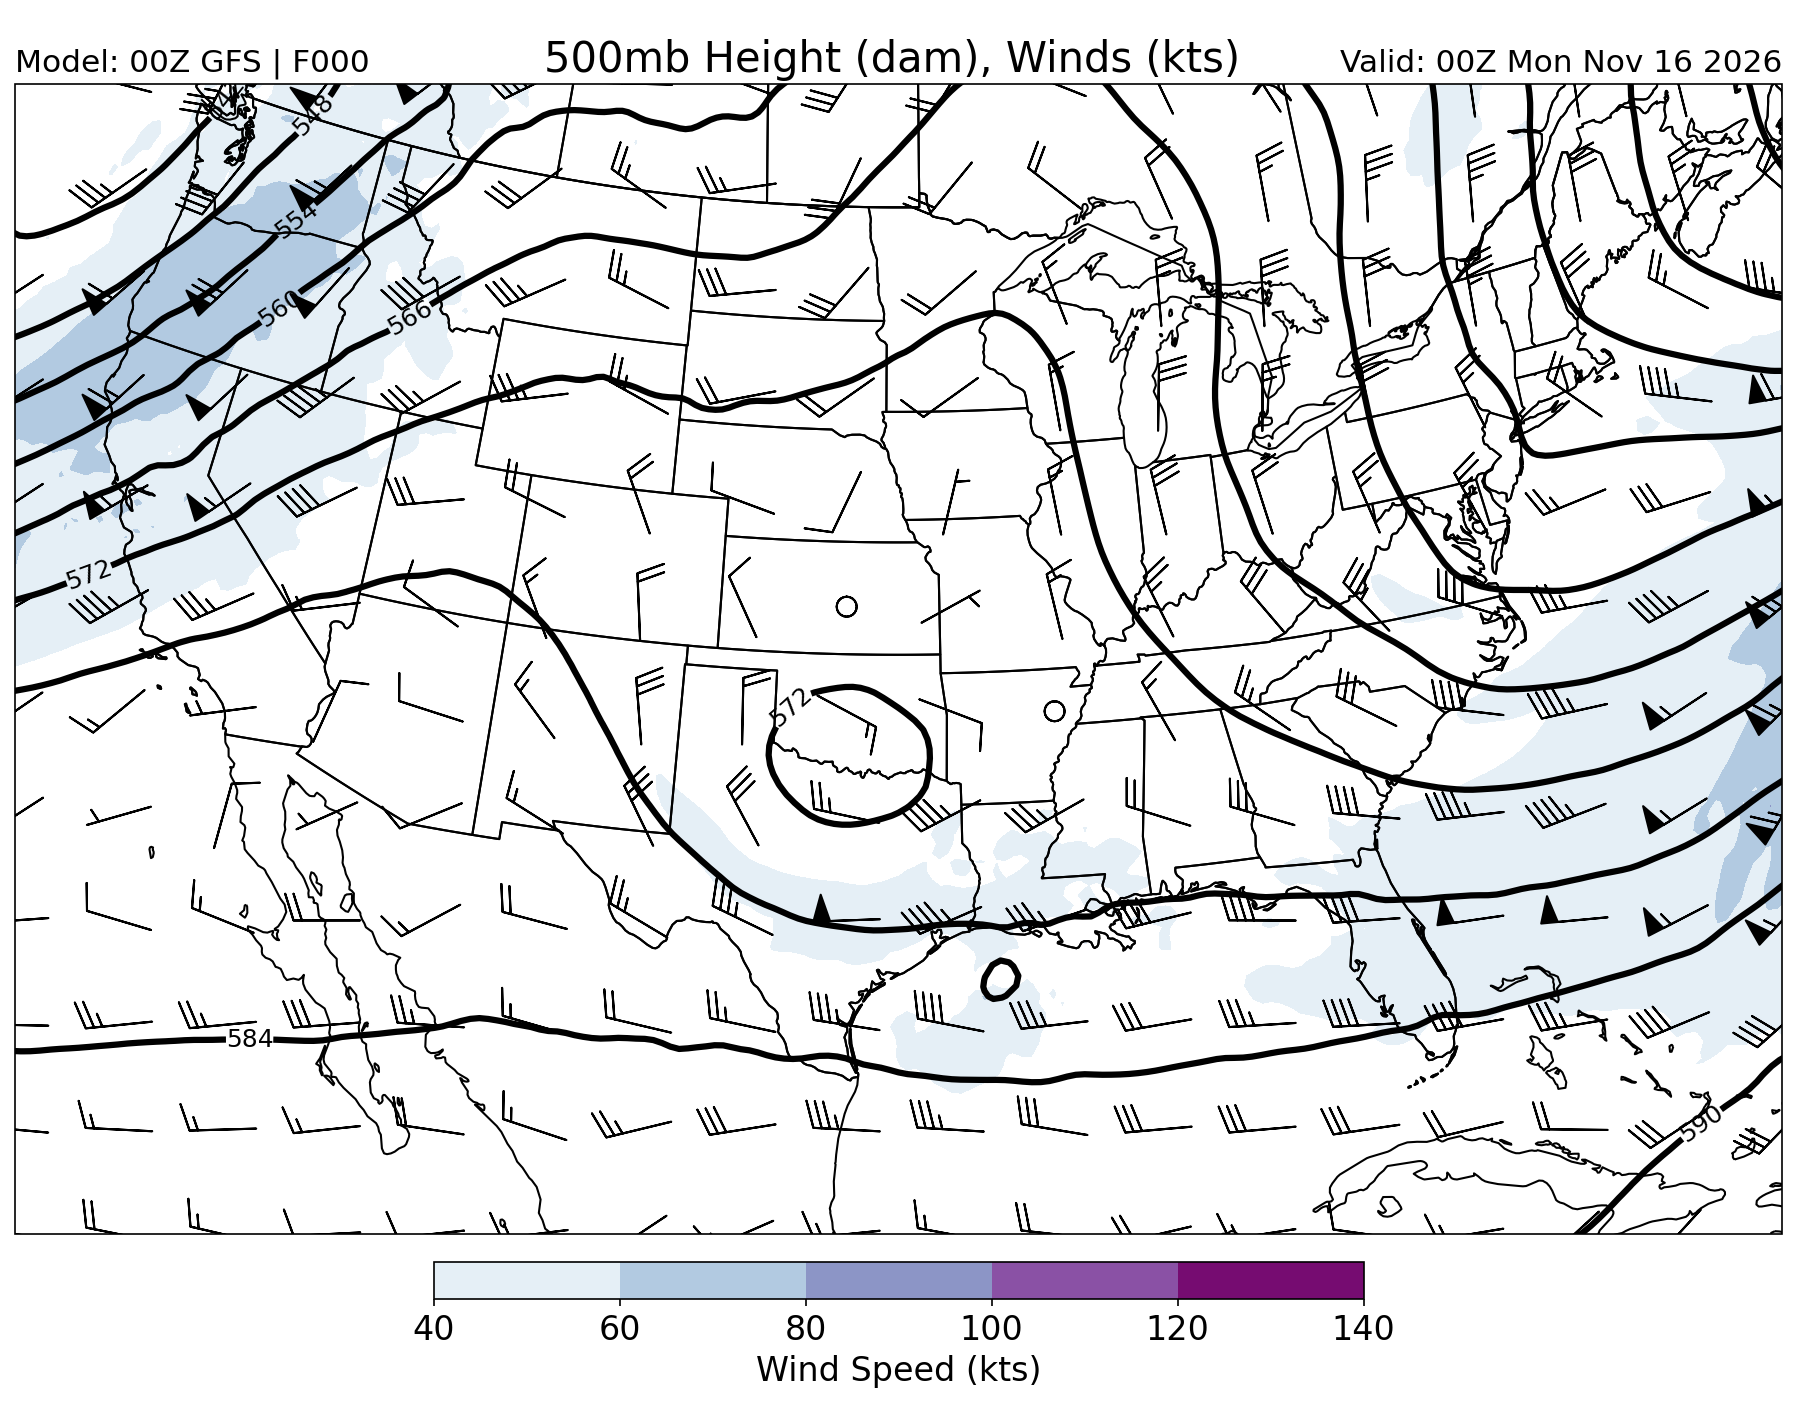 Model: 00Z GFS | F000
500mb Height (dam), Winds (kts)
Valid: 00Z Mon Nov 16 2026
548
554
560
566
572
572
584
590
40 60 80 100 120 140
Wind Speed (kts)